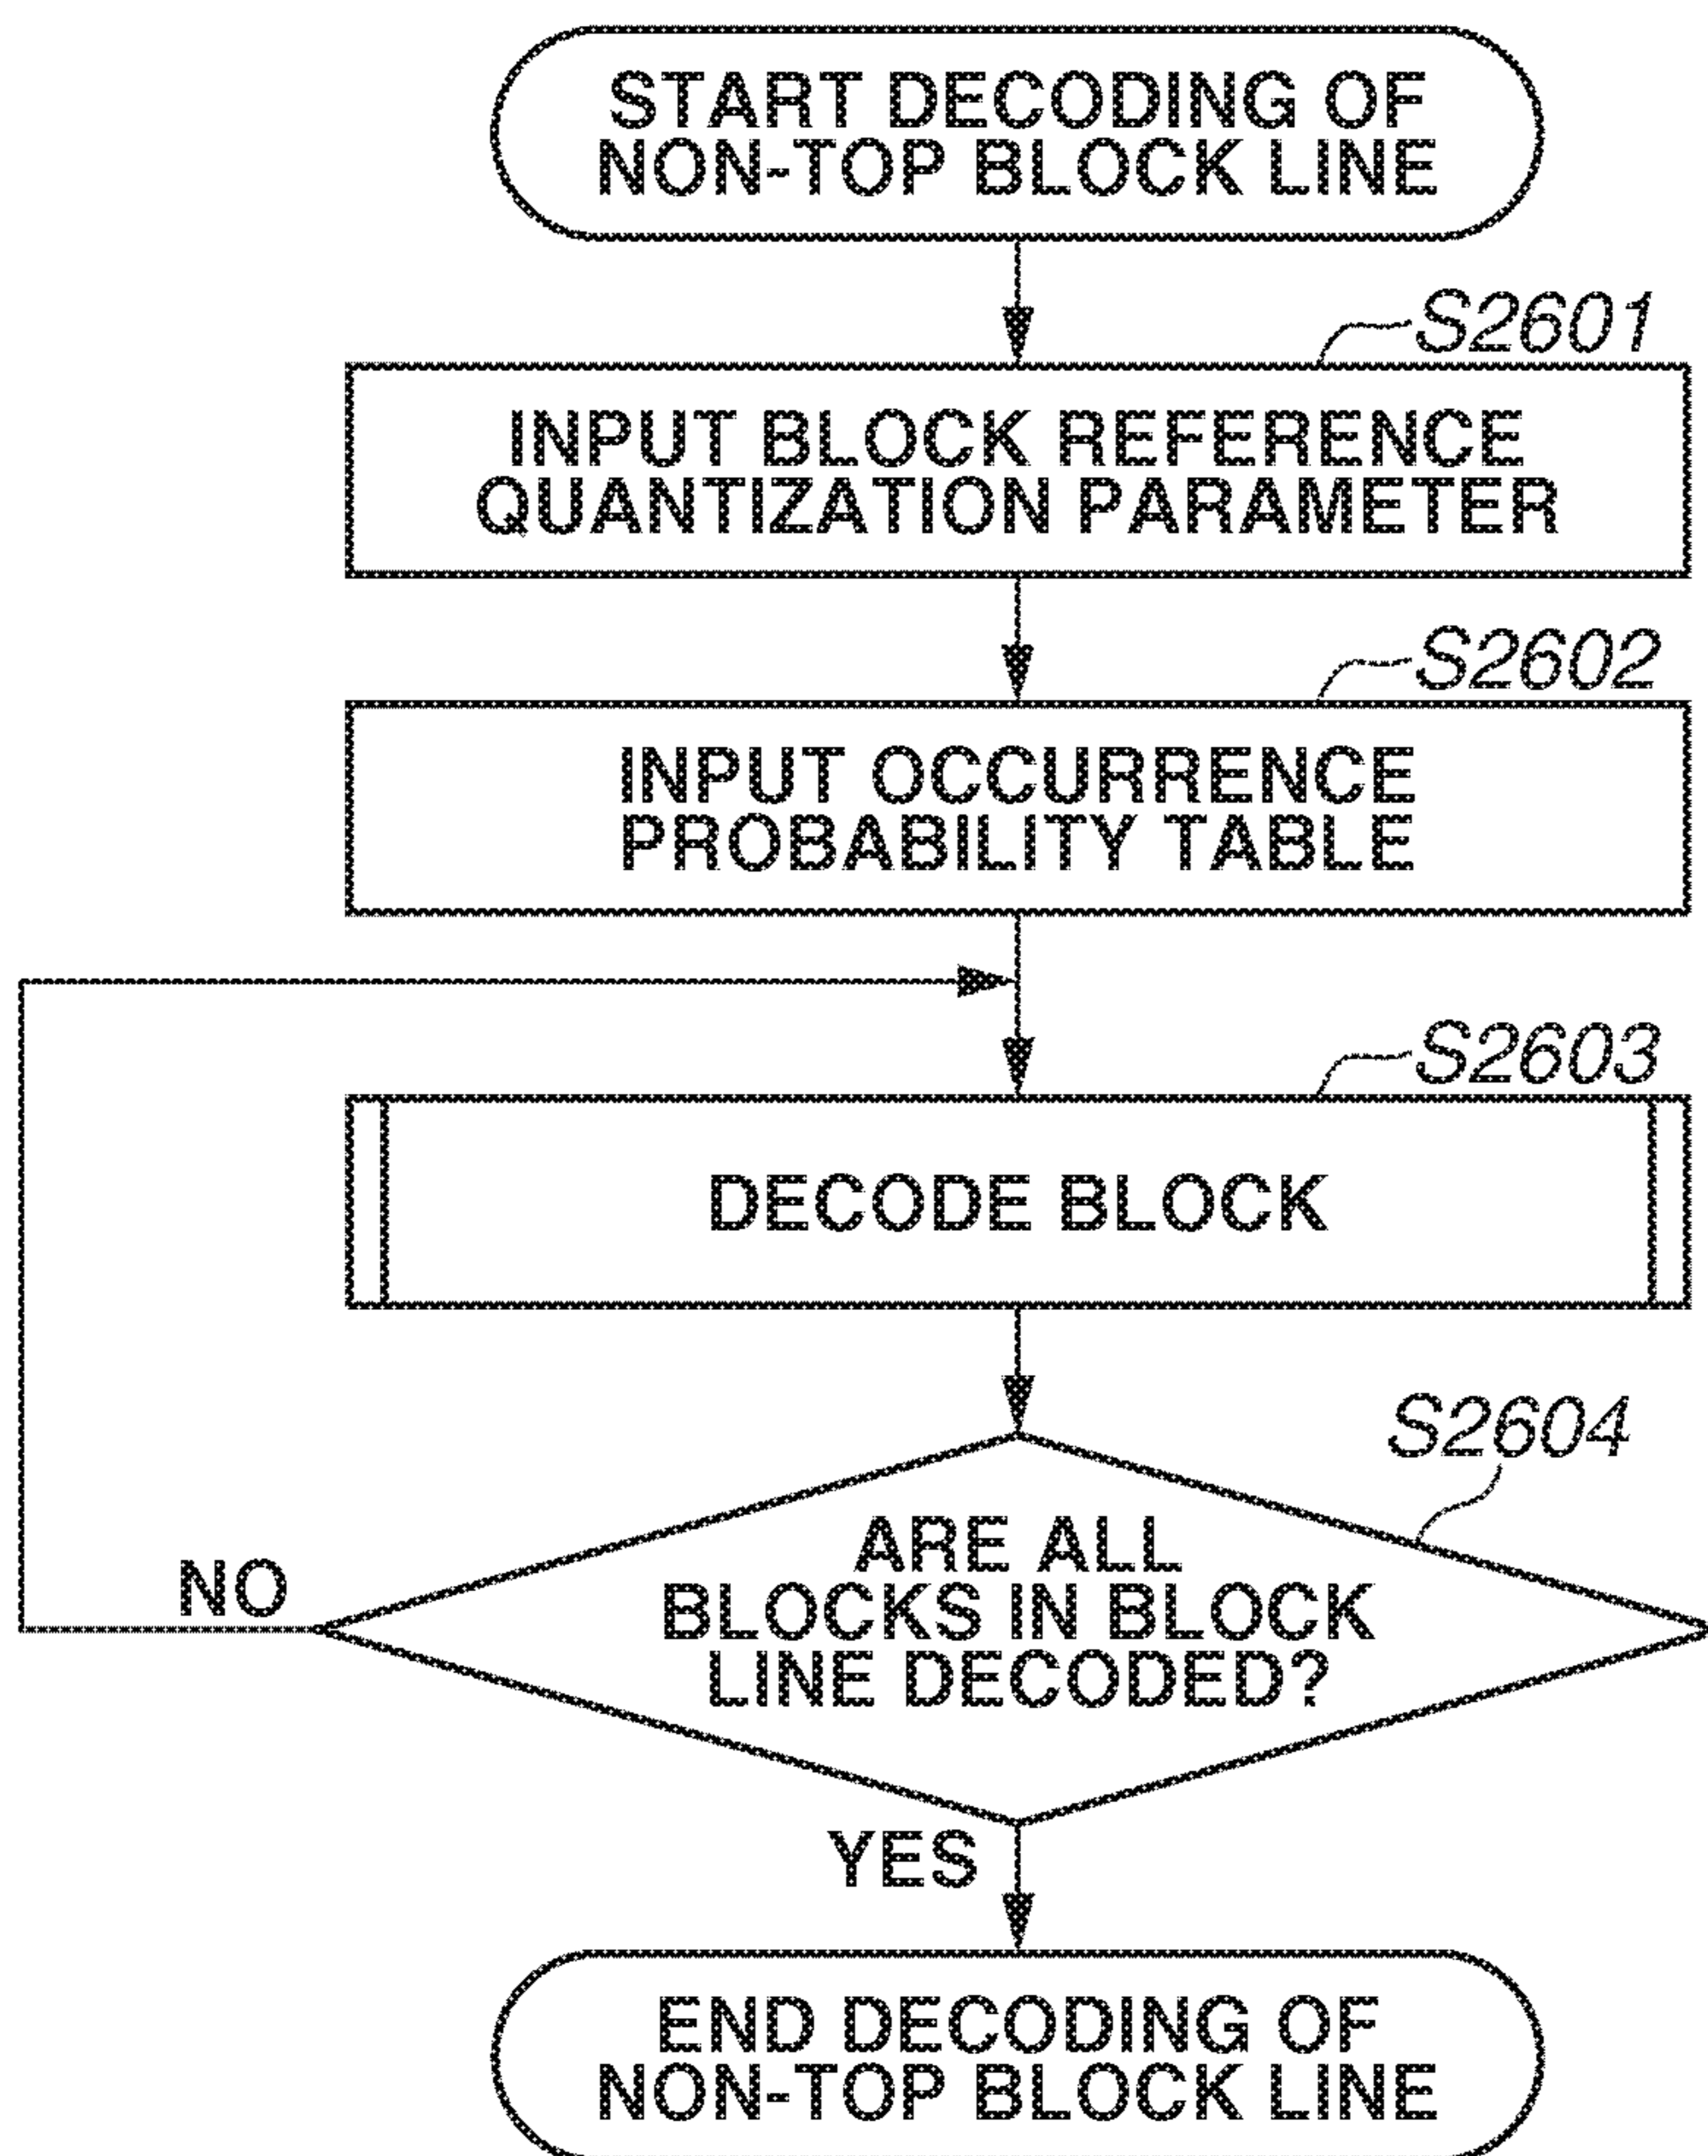 START DECODING OF
NON-TOP BLOCK LINE
S2601
INPUT BLOCK REFERENCE
QUANTIZATION PARAMETER
S2602
INPUT OCCURRENCE
PROBABILITY TABLE
S2603
DECODE BLOCK
S2604
ARE ALL
BLOCKS IN BLOCK
LINE DECODED?
NO
YES
END DECODING OF
NON-TOP BLOCK LINE